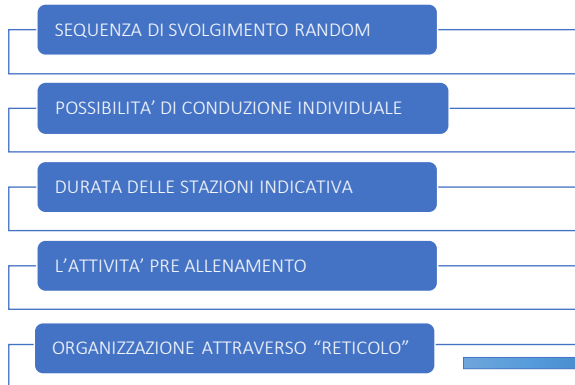 SEQUENZA DI SVOLGIMENTO RANDOM
POSSIBILITA’ DI CONDUZIONE INDIVIDUALE
DURATA DELLE STAZIONI INDICATIVA
L’ATTIVITA’ PRE ALLENAMENTO
ORGANIZZAZIONE ATTRAVERSO “RETICOLO”